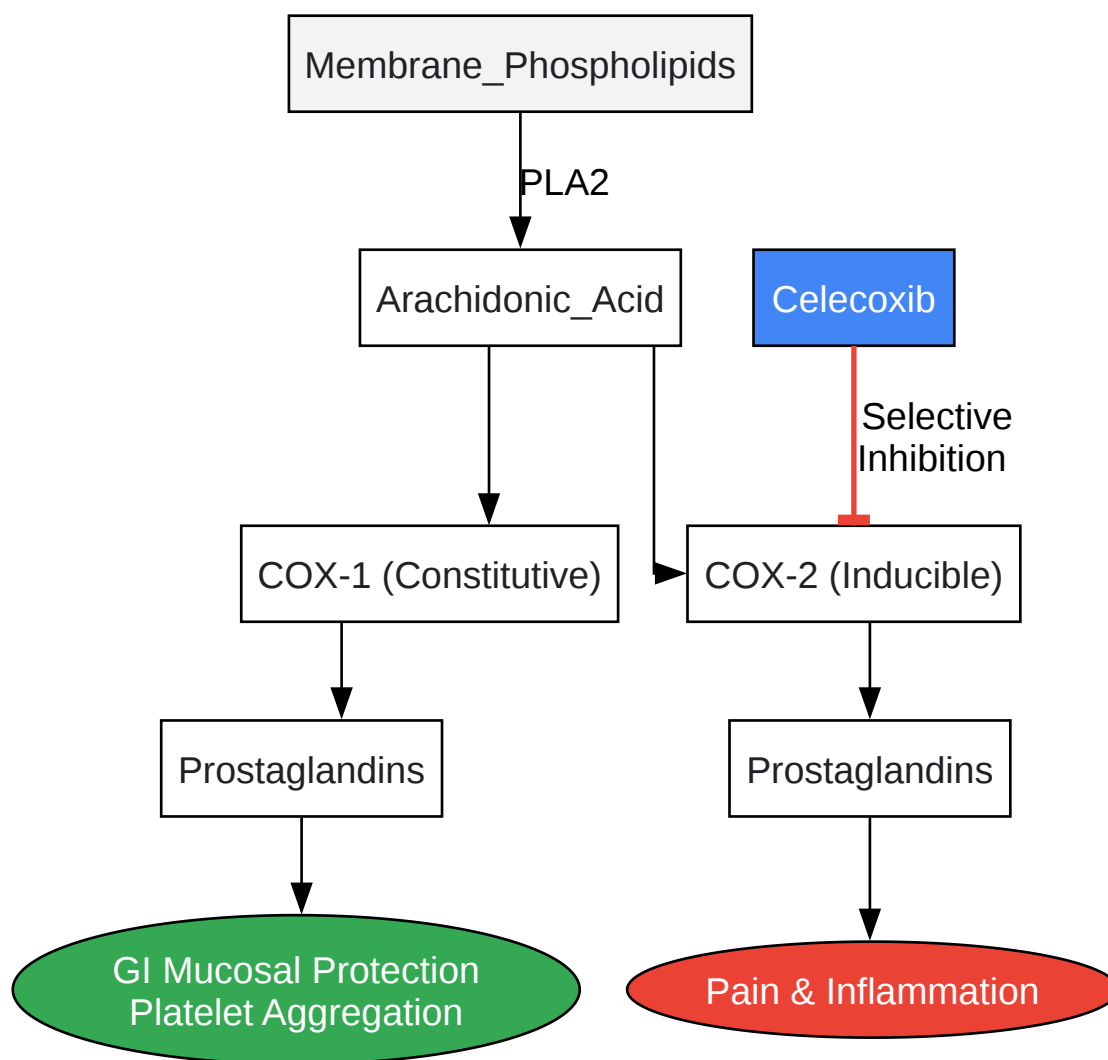 Membrane_Phospholipids
PLA2
Arachidonic_Acid
Celecoxib
Selective
Inhibition
COX-1 (Constitutive)
COX-2 (Inducible)
Prostaglandins
Prostaglandins
GI Mucosal Protection
Platelet Aggregation
Pain & Inflammation